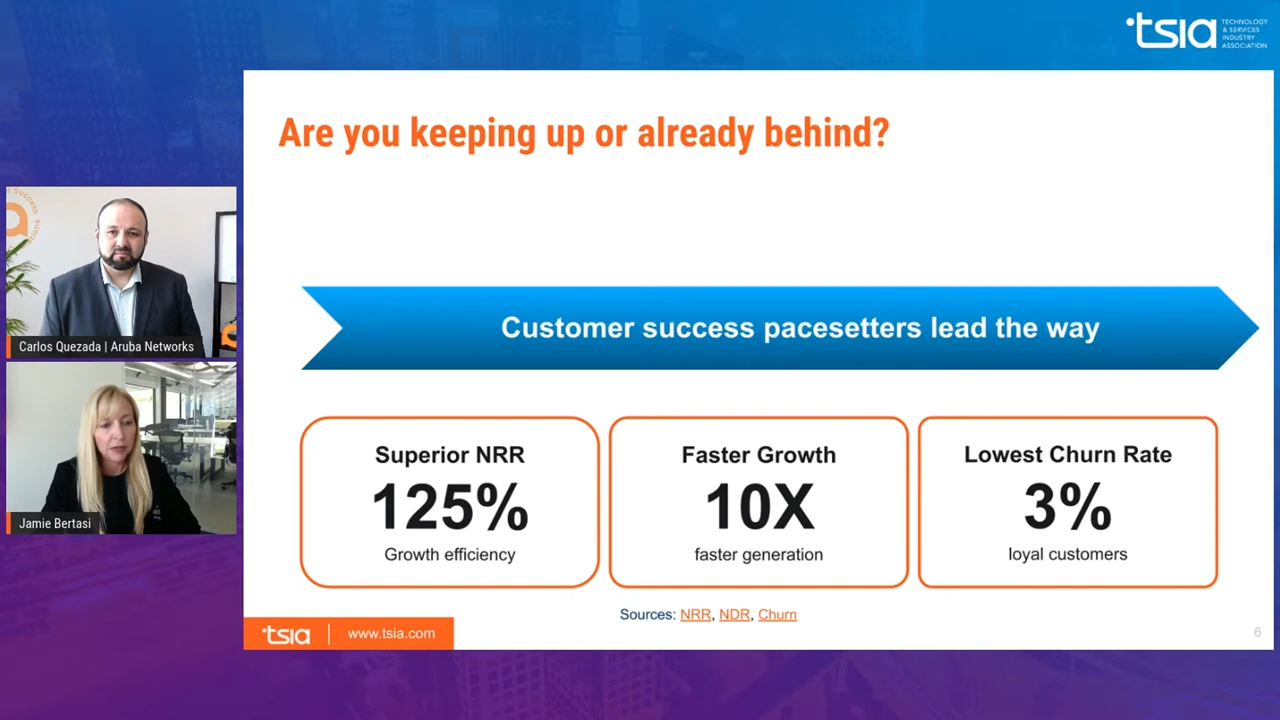 tsia TECHNOLOGY
& SERVICES
INDUSTRY
ASSOCIATION
Are you keeping up or already behind?
Success
Carlos Quezada | Aruba Networks
Jamie Bertasi
Customer success pacesetters lead the way
Superior NRR
125%
Growth efficiency
Faster Growth
10X
faster generation
Lowest Churn Rate
3%
loyal customers
Sources: NRR, NDR, Churn
tsia | www.tsia.com
6